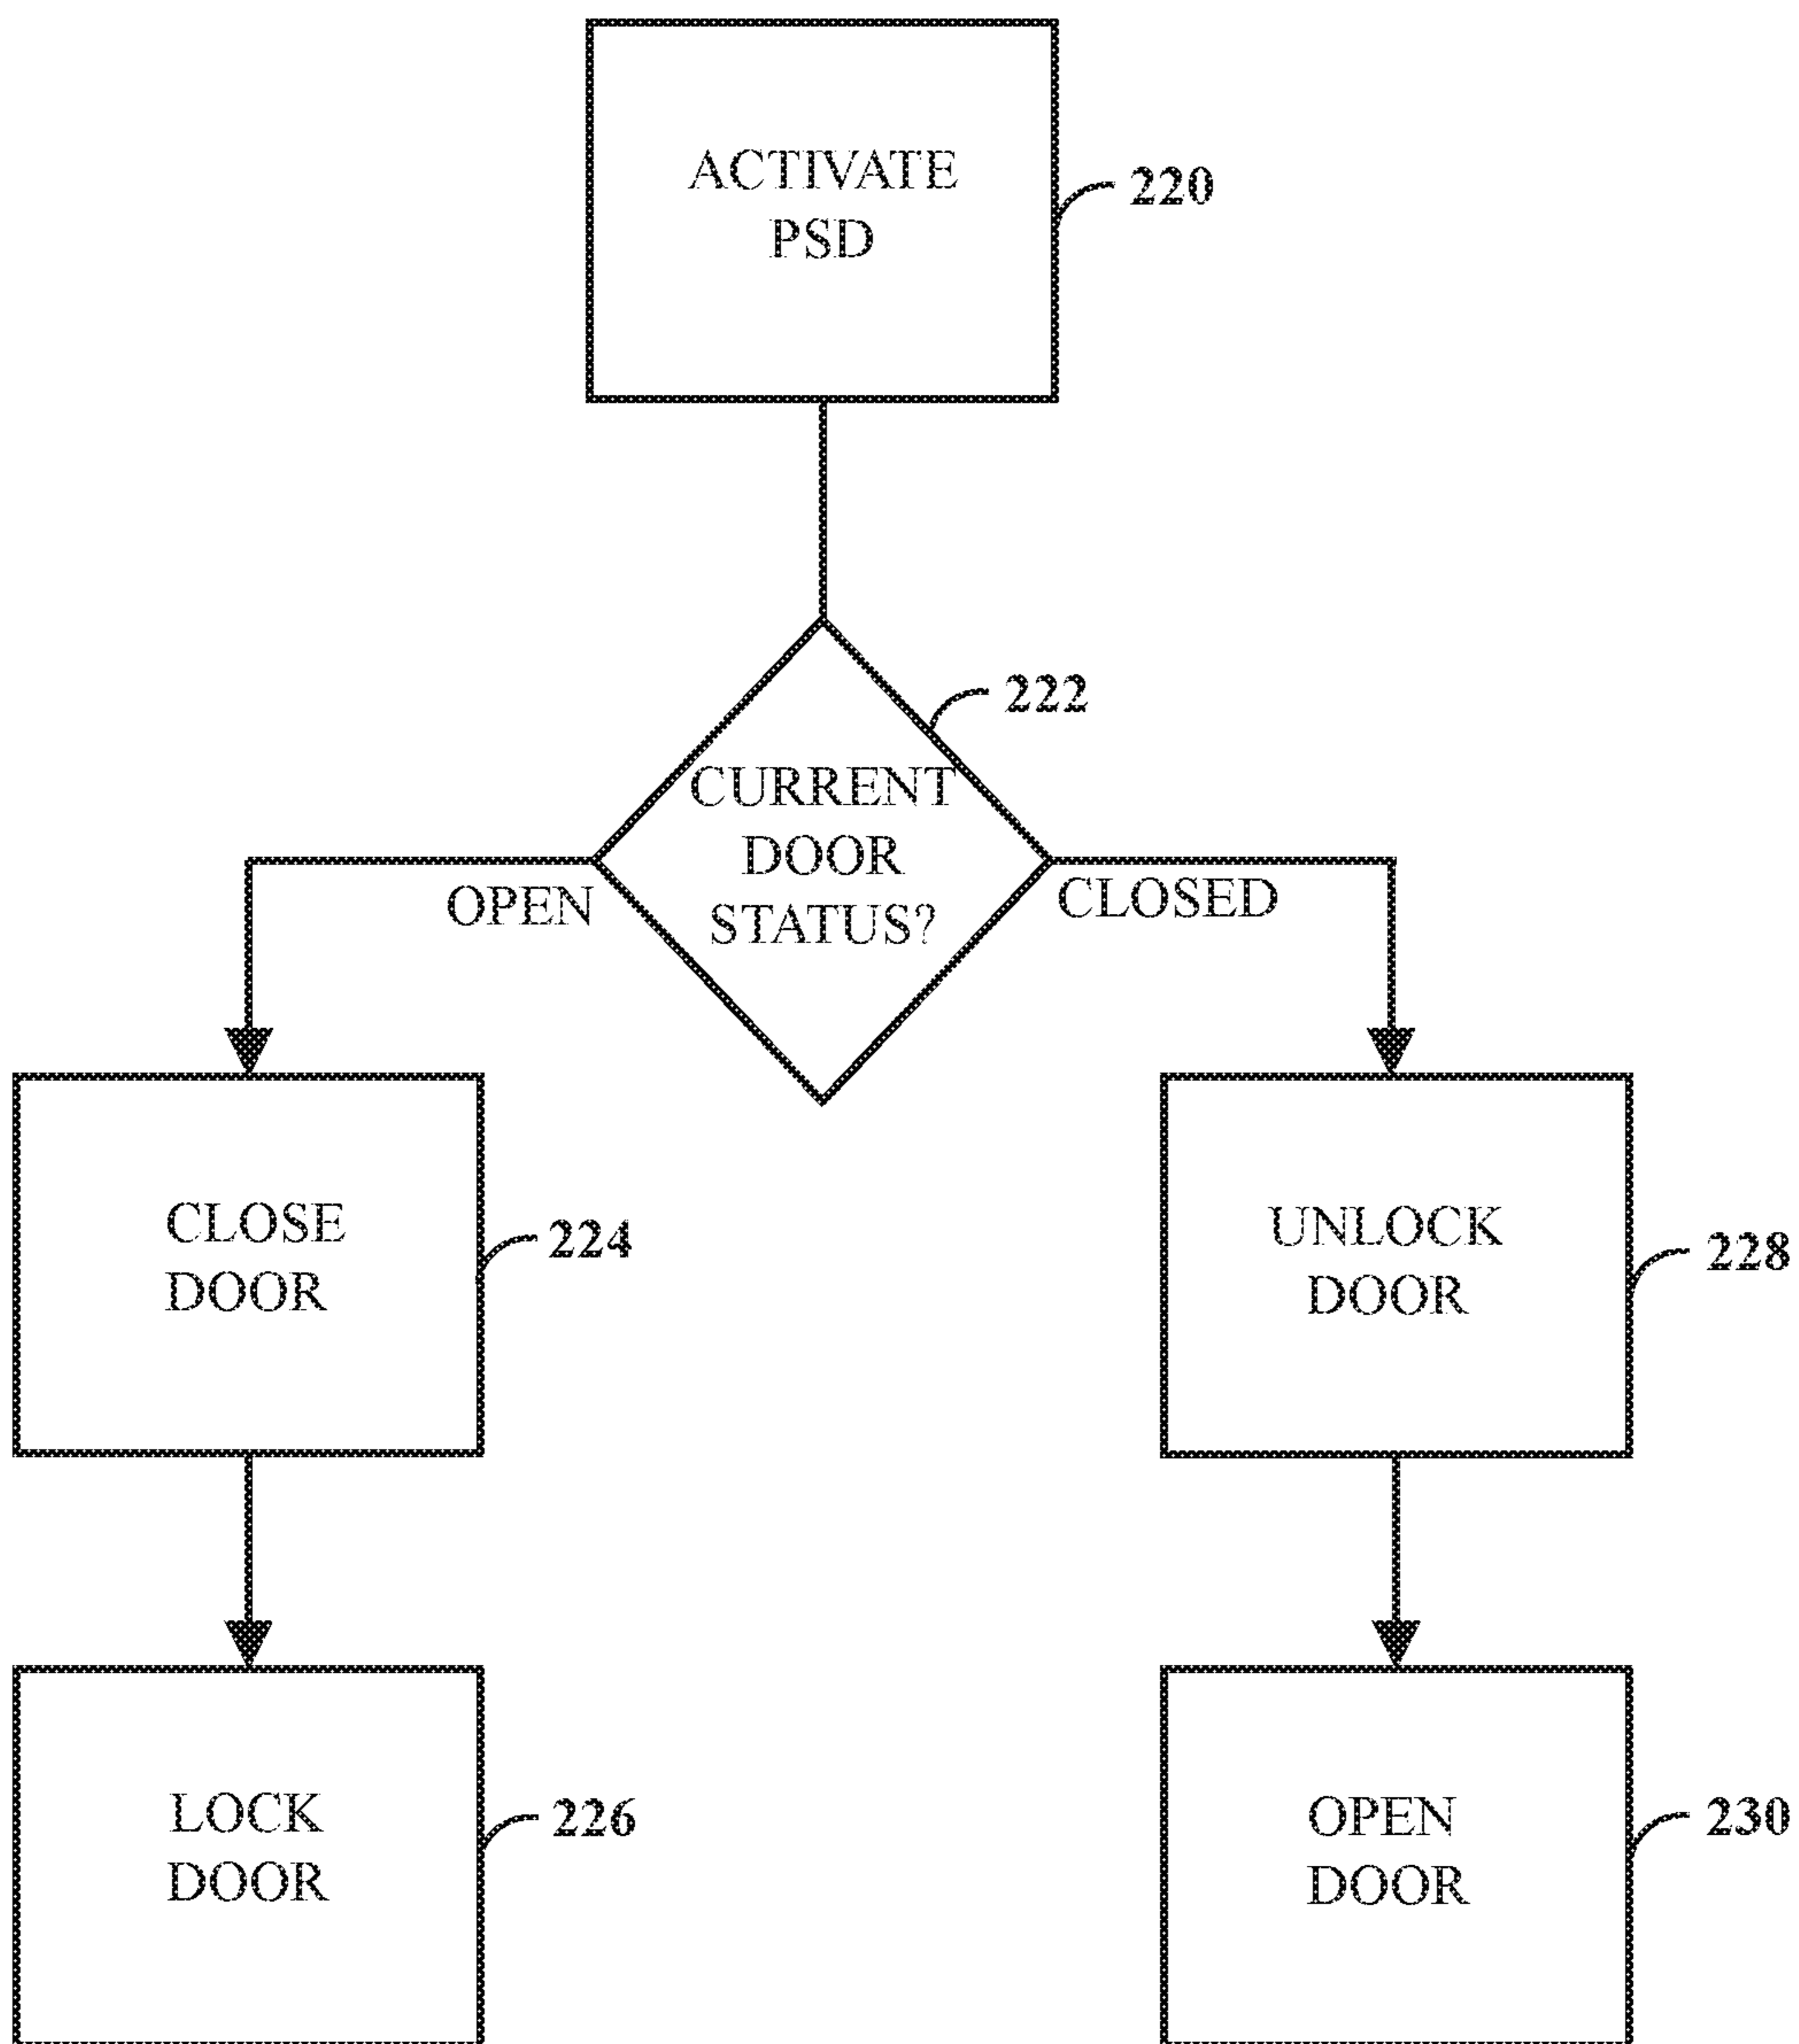 ACTIVATE
PSD
220
222
CURRENT
DOOR
STATUS?
OPEN
CLOSED
CLOSE
DOOR
224
UNLOCK
DOOR
228
LOCK
DOOR
226
OPEN
DOOR
230